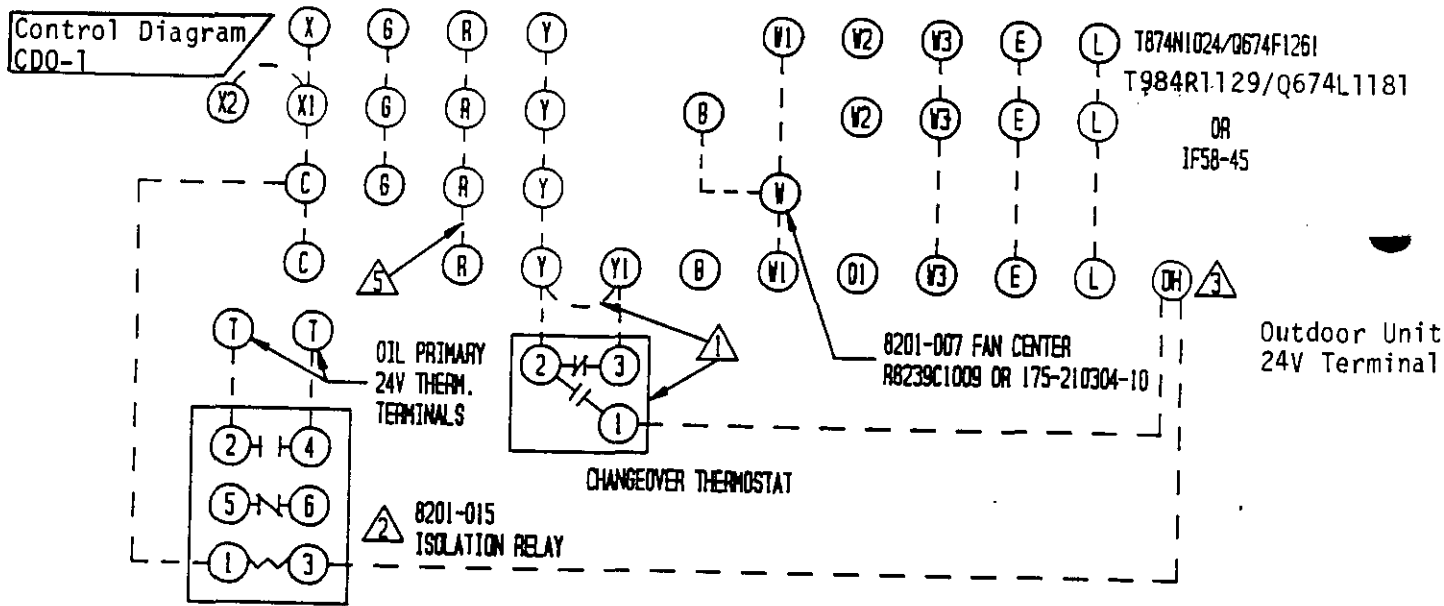 Control Diagram
CDO-1
X G R Y W1 W2 W3 E L T874N1024/Q674F1261
T984R1129/Q674L1181
X2 X1 G R Y B W2 W3 E L
OR
IF58-45
C G R Y W
C 5 R Y Y1 B W1 O1 W3 E L DH 3
T T
OIL PRIMARY
24V THERM.
TERMINALS
2 3 1
8201-007 FAN CENTER
R8239C1009 OR 175-210304-10
Outdoor Unit
24V Terminal
1
2 4
CHANGEOVER THERMOSTAT
5 6
2 8201-015
ISOLATION RELAY
1 3